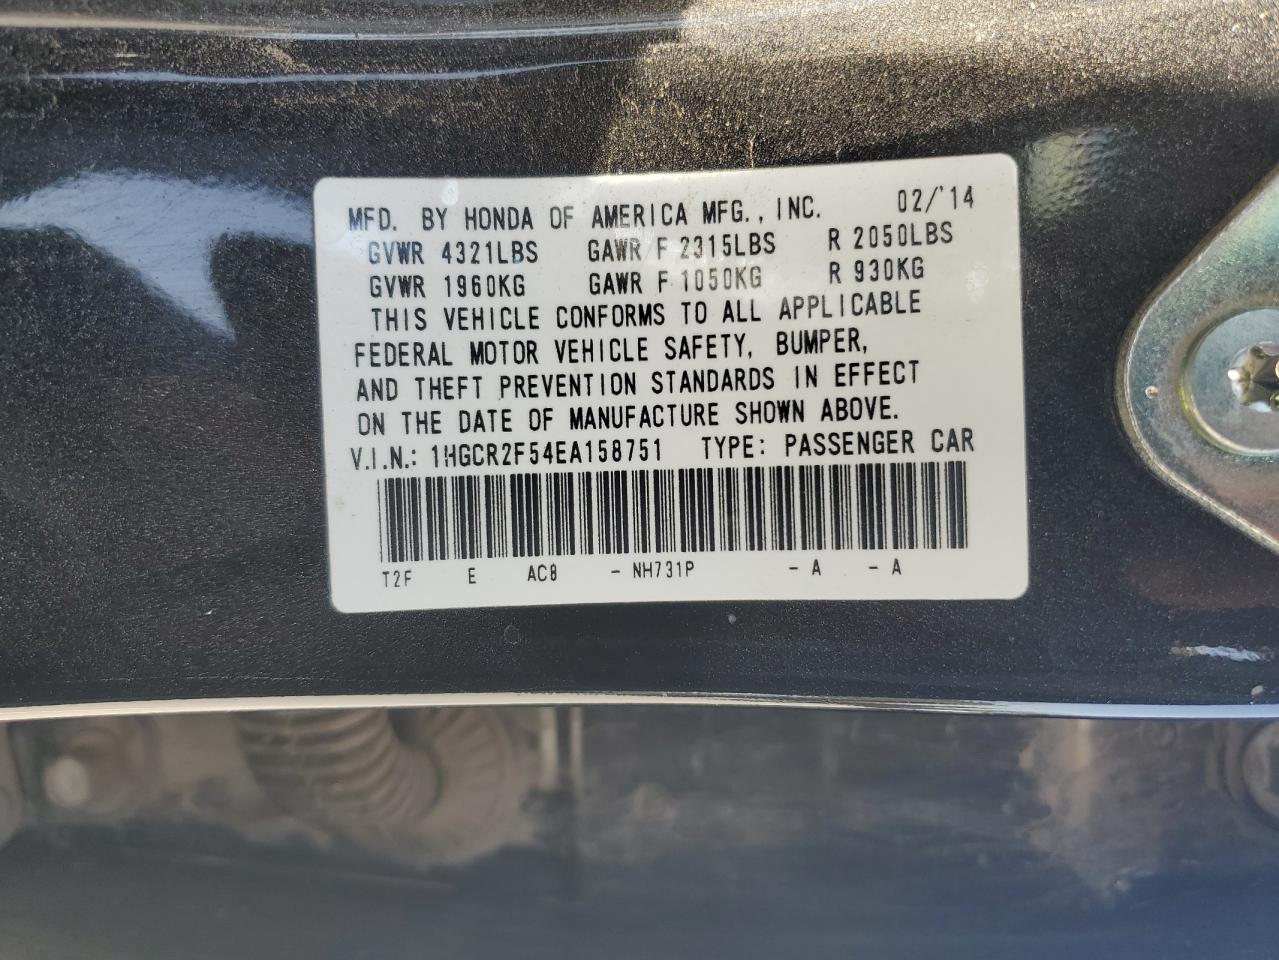 MFD. BY HONDA OF AMERICA MFG., INC. 02/'14
GVWR 4321LBS GAWR F 2315LBS R 2050LBS
GVWR 1960KG GAWR F 1050KG R 930KG
THIS VEHICLE CONFORMS TO ALL APPLICABLE
FEDERAL MOTOR VEHICLE SAFETY, BUMPER,
AND THEFT PREVENTION STANDARDS IN EFFECT
ON THE DATE OF MANUFACTURE SHOWN ABOVE.
V.I.N.: 1HGCR2F54EA158751 TYPE: PASSENGER CAR
T2F E AC8 - NH731P - A - A